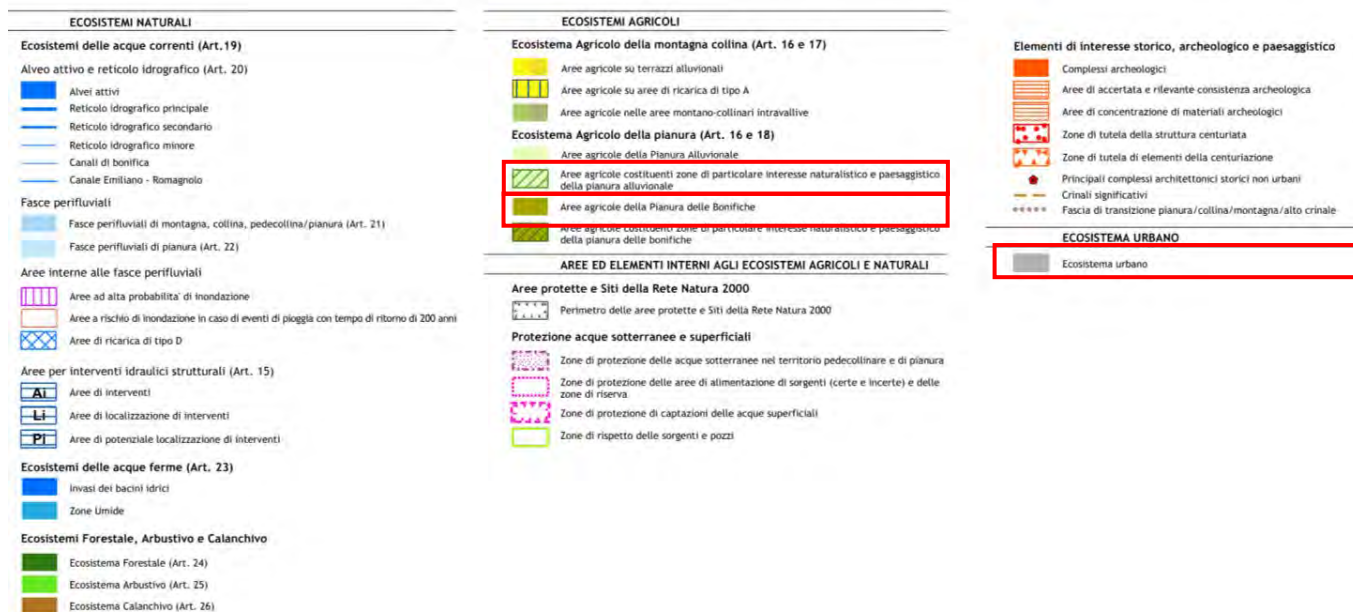 ECOSISTEMI NATURALI
Ecosistemi delle acque correnti (Art.19)
Alveo attivo e reticolo idrografico (Art. 20)
Alvei attivi
Reticolo idrografico principale
Reticolo idrografico secondario
Reticolo idrografico minore
Canali di bonifica
Canale Emiliano - Romagnolo
Fasce perifluviali
Fasce perifluviali di montagna, collina, pedecollina/pianura (Art. 21)
Fasce perifluviali di pianura (Art. 22)
Aree interne alle fasce perifluviali
Aree ad alta probabilita' di inondazione
Aree a rischio di inondazione in caso di eventi di pioggia con tempo di ritorno di 200 anni
Aree di ricarica di tipo D
Aree per interventi idraulici strutturali (Art. 15)
Ai Aree di interventi
Li Aree di localizzazione di interventi
Pi Aree di potenziale localizzazione di interventi
Ecosistemi delle acque ferme (Art. 23)
Invasi dei bacini idrici
Zone Umide
Ecosistemi Forestale, Arbustivo e Calanchivo
Ecosistema Forestale (Art. 24)
Ecosistema Arbustivo (Art. 25)
Ecosistema Calanchivo (Art. 26)
ECOSISTEMI AGRICOLI
Ecosistema Agricolo della montagna collina (Art. 16 e 17)
Aree agricole su terrazzi alluvionali
Aree agricole su aree di ricarica di tipo A
Aree agricole nelle aree montano-collinari intravallive
Ecosistema Agricolo della pianura (Art. 16 e 18)
Aree agricole della Pianura Alluvionale
Aree agricole costituenti zone di particolare interesse naturalistico e paesaggistico
della pianura alluvionale
Aree agricole della Pianura delle Bonifiche
Aree agricole costituenti zone di particolare interesse naturalistico e paesaggistico
della pianura delle bonifiche
AREE ED ELEMENTI INTERNI AGLI ECOSISTEMI AGRICOLI E NATURALI
Aree protette e Siti della Rete Natura 2000
Perimetro delle aree protette e Siti della Rete Natura 2000
Protezione acque sotterranee e superficiali
Zone di protezione delle acque sotterranee nel territorio pedecollinare e di pianura
Zone di protezione delle aree di alimentazione di sorgenti (certe e incerte) e delle
zone di riserva
Zone di protezione di captazioni delle acque superficiali
Zone di rispetto delle sorgenti e pozzi
Elementi di interesse storico, archeologico e paesaggistico
Complessi archeologici
Aree di accertata e rilevante consistenza archeologica
Aree di concentrazione di materiali archeologici
Zone di tutela della struttura centuriata
Zone di tutela di elementi della centuriazione
Principali complessi architettonici storici non urbani
Crinali significativi
Fascia di transizione pianura/collina/montagna/alto crinale
ECOSISTEMA URBANO
Ecosistema urbano